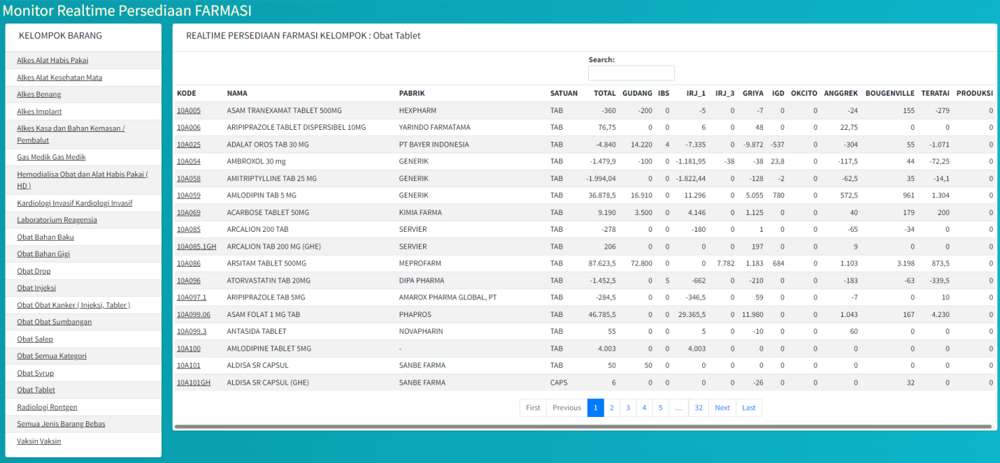 Monitor Realtime Persediaan FARMASI
KELOMPOK BARANG
Alkes Alat Habis Pakai
Alkes Alat Kesehatan Mata
Alkes Benang
Alkes Implant
Alkes Kasa dan Bahan Kemasan /
Pembalut
Gas Medik Gas Medik
Hemodialisa Obat dan Alat Habis Pakai (
HD )
Kardiologi Invasif Kardiologi Invasif
Laboratorium Reagensia
Obat Bahan Baku
Obat Bahan Gigi
Obat Drop
Obat Injeksi
Obat Obat Kanker ( Injeksi, Tabler )
Obat Obat Sumbangan
Obat Salep
Obat Semua Kategori
Obat Syrup
Obat Tablet
Radiologi Rontgen
Semua Jenis Barang Bebas
Vaksin Vaksin
REALTIME PERSEDIAAN FARMASI KELOMPOK : Obat Tablet
Search:
KODE NAMA PABRIK SATUAN TOTAL GUDANG IBS IRJ_1 IRJ_3 GRIYA IGD OKCITO ANGGREK BOUGENVILLE TERATAI PRODUKSI
10A005 ASAM TRANEXAMAT TABLET 500MG HEXPHARM TAB -360 -200 0 -5 0 -7 0 0 -24 155 -279 0
10A006 ARIPIPRAZOLE TABLET DISPERSIBEL 10MG YARINDO FARMATAMA TAB 76,75 0 0 6 0 48 0 0 22,75 0 0 0
10A025 ADALAT OROS TAB 30 MG PT BAYER INDONESIA TAB -4.840 14.220 4 -7.335 0 -9.872 -537 0 -304 55 -1.071 0
10A054 AMBROXOL 30 mg GENERIK TAB -1.479,9 -100 0 -1.181,95 -38 -38 23,8 0 -117,5 44 -72,25 0
10A058 AMITRIPTYLLINE TAB 25 MG GENERIK TAB -1.994,04 0 0 -1.822,44 0 -128 -2 0 -62,5 35 -14,1 0
10A059 AMLODIPIN TAB 5 MG GENERIK TAB 36.878,5 16.910 0 11.296 0 5.055 780 0 572,5 961 1.304 0
10A069 ACARBOSE TABLET 50MG KIMIA FARMA TAB 9.190 3.500 0 4.146 0 1.125 0 0 40 179 200 0
10A085 ARCALION 200 TAB SERVIER TAB -278 0 0 -180 0 1 0 0 -65 -34 0 0
10A085.1GH ARCALION TAB 200 MG (GHE) SERVIER TAB 206 0 0 0 0 197 0 0 9 0 0 0
10A086 ARSITAM TABLET 500MG MEPROFARM TAB 87.623,5 72.800 0 0 7.782 1.183 684 0 1.103 3.198 873,5 0
10A096 ATORVASTATIN TAB 20MG DIPA PHARMA TAB -1.452,5 0 5 -662 0 -210 0 0 -183 -63 -339,5 0
10A097.1 ARIPIPRAZOLE TAB 5MG AMAROX PHARMA GLOBAL, PT TAB -284,5 0 0 -346,5 0 59 0 0 -7 0 10 0
10A099.06 ASAM FOLAT 1 MG TAB PHAPROS TAB 46.785,5 0 0 29.365,5 0 11.980 0 0 1.043 167 4.230 0
10A099.3 ANTASIDA TABLET NOVAPHARIN TAB 55 0 0 5 0 -10 0 0 60 0 0 0
10A100 AMLODIPINE TABLET 5MG - TAB 4.003 0 0 4.003 0 0 0 0 0 0 0 0
10A101 ALDISA SR CAPSUL SANBE FARMA TAB 50 50 0 0 0 0 0 0 0 0 0 0
10A101GH ALDISA SR CAPSUL (GHE) SANBE FARMA CAPS 6 0 0 0 0 -26 0 0 0 32 0 0
First Previous 1 2 3 4 5 ... 32 Next Last